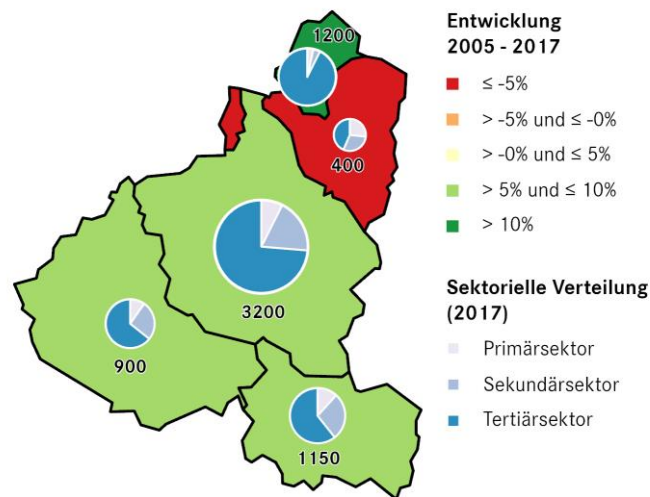 1200
400
3200
900
1150
Entwicklung
2005 - 2017
≤ -5%
> -5% und ≤ -0%
> -0% und ≤ 5%
> 5% und ≤ 10%
> 10%
Sektorielle Verteilung
(2017)
Primärsektor
Sekundärsektor
Tertiärsektor